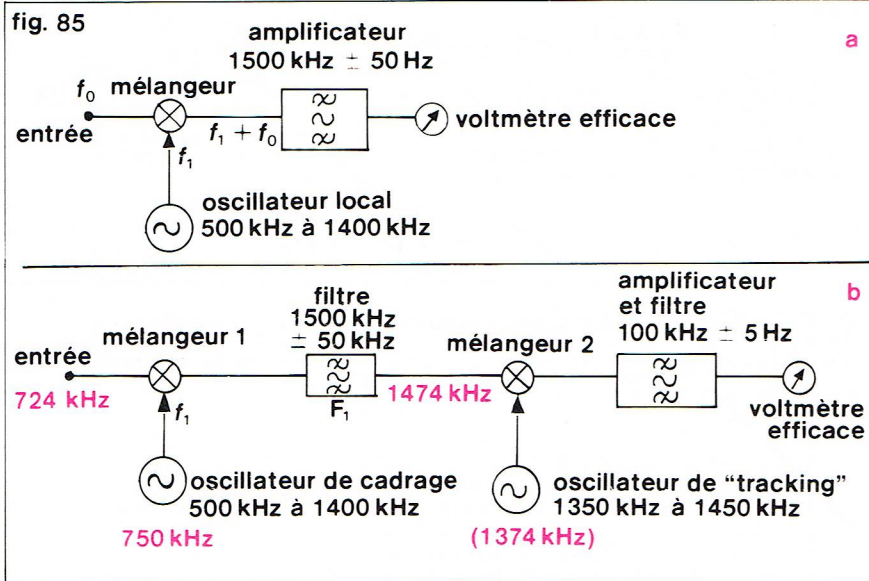 fig. 85
a
amplificateur
1500 kHz ± 50 Hz
f₀ mélangeur
entrée
f₁ + f₀
voltmètre efficace
f₁
oscillateur local
500 kHz à 1400 kHz
b
amplificateur
et filtre
100 kHz ± 5 Hz
filtre
1500 kHz
± 50 kHz
mélangeur 1
mélangeur 2
entrée
724 kHz
f₁
F₁
1474 kHz
voltmètre
efficace
oscillateur de cadrage
500 kHz à 1400 kHz
750 kHz
oscillateur de "tracking"
1350 kHz à 1450 kHz
(1374 kHz)